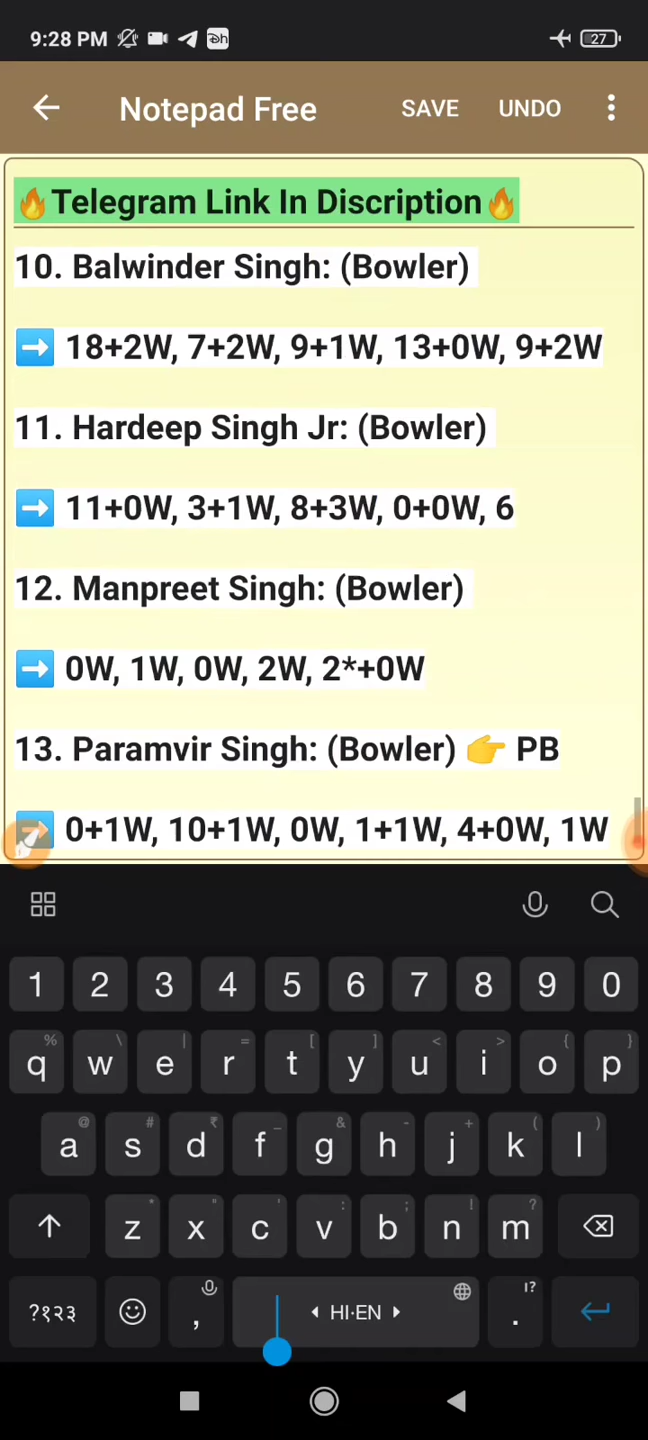 9:28 PM 27
Notepad Free SAVE UNDO
🔥Telegram Link In Discription🔥
10. Balwinder Singh: (Bowler)
➡️ 18+2W, 7+2W, 9+1W, 13+0W, 9+2W
11. Hardeep Singh Jr: (Bowler)
➡️ 11+0W, 3+1W, 8+3W, 0+0W, 6
12. Manpreet Singh: (Bowler)
➡️ 0W, 1W, 0W, 2W, 2*+0W
13. Paramvir Singh: (Bowler) 👉 PB
➡️ 0+1W, 10+1W, 0W, 1+1W, 4+0W, 1W
1 2 3 4 5 6 7 8 9 0
% \ | = [ ] < > { }
q w e r t y u i o p
@ # ₹ _ & - + ( )
a s d f g h j k l
* " ' : ; ! ?
z x c v b n m
!?
?१२३ , HI·EN .